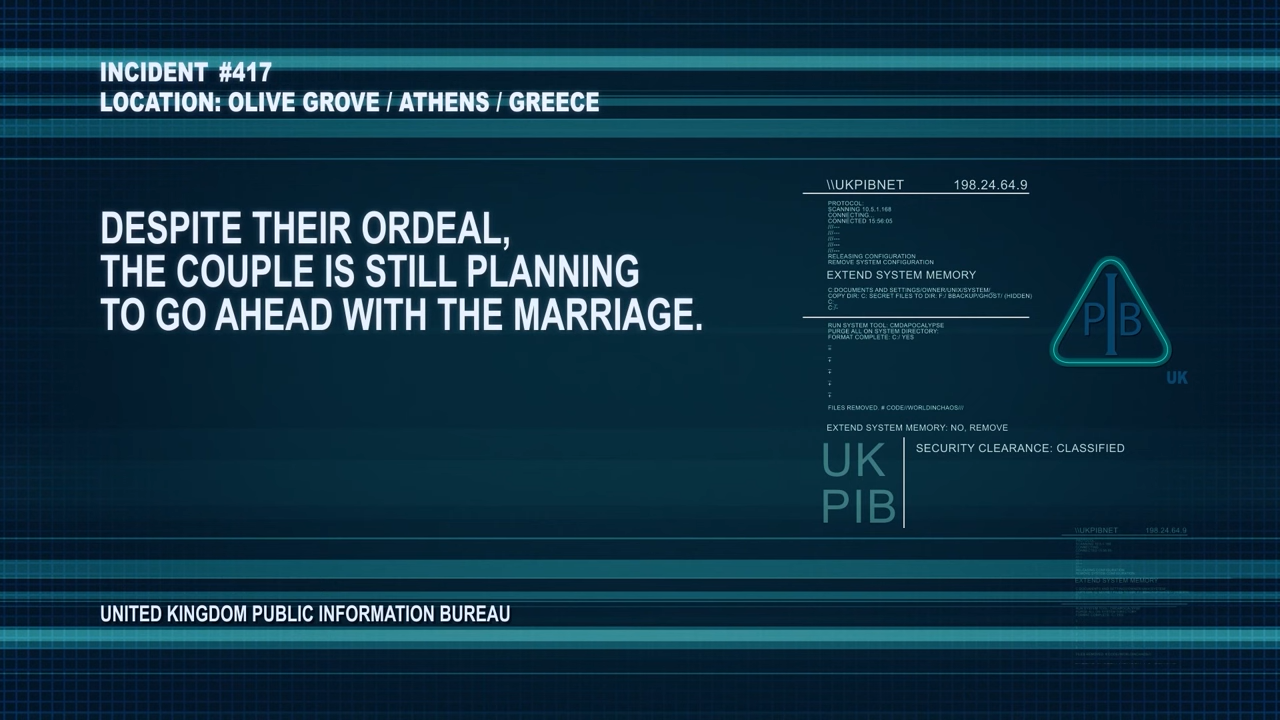 INCIDENT #417
LOCATION: OLIVE GROVE / ATHENS / GREECE
DESPITE THEIR ORDEAL,
THE COUPLE IS STILL PLANNING
TO GO AHEAD WITH THE MARRIAGE.
\\UKPIBNET 198.24.64.9
PROTOCOL:
SCANNING 10.5.1.168
CONNECTING...
CONNECTED 15:56:05
RELEASING CONFIGURATION
REMOVE SYSTEM CONFIGURATION
EXTEND SYSTEM MEMORY
C:DOCUMENTS AND SETTINGS/OWNER/UNIX/SYSTEM/
COPY DIR: C: SECRET FILES TO DIR: F:/ BBACKUP/GHOST/ (HIDDEN)
RUN SYSTEM TOOL: CMDAPOCALYPSE
PURGE ALL ON SYSTEM DIRECTORY:
FORMAT COMPLETE: C:/ YES
FILES REMOVED. # CODE//WORLDINCHAOS///
EXTEND SYSTEM MEMORY: NO, REMOVE
UK
PIB
SECURITY CLEARANCE: CLASSIFIED
PIB
UK
\\UKPIBNET 198.24.64.9
EXTEND SYSTEM MEMORY
UNITED KINGDOM PUBLIC INFORMATION BUREAU